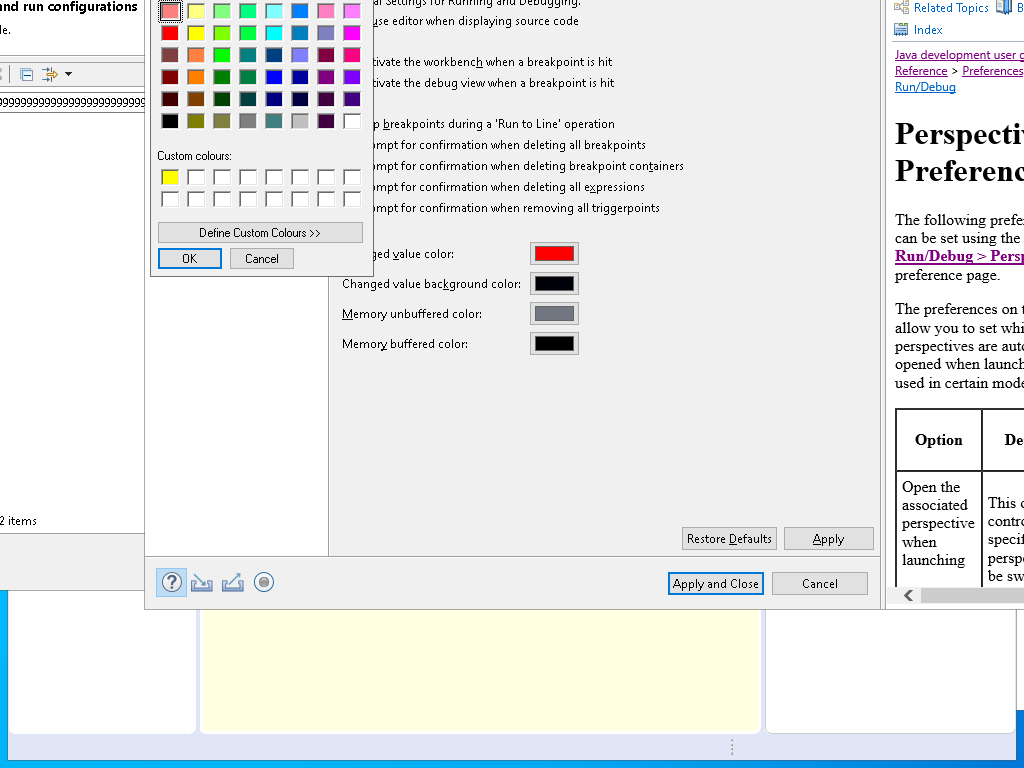 and run configurations
Settings for Running and Debugging.
use editor when displaying source code
tivate the workbench when a breakpoint is hit
tivate the debug view when a breakpoint is hit
p breakpoints during a 'Run to Line' operation
ompt for confirmation when deleting all breakpoints
ompt for confirmation when deleting breakpoint containers
ompt for confirmation when deleting all expressions
ompt for confirmation when removing all triggerpoints
Custom colours:
Define Custom Colours >>
OK
Cancel
ged value color:
Changed value background color:
Memory unbuffered color:
Memory buffered color:
2 items
Restore Defaults
Apply
Apply and Close
Cancel
Related Topics
B
Index
Java development user g
Reference > Preferences
Run/Debug
Perspecti
Preferenc
The following prefe
can be set using the
Run/Debug > Persp
preference page.
The preferences on t
allow you to set whi
perspectives are auto
opened when launch
used in certain mode
Option
De
Open the
associated
perspective
when
launching
This o
contro
specif
perspe
be sw